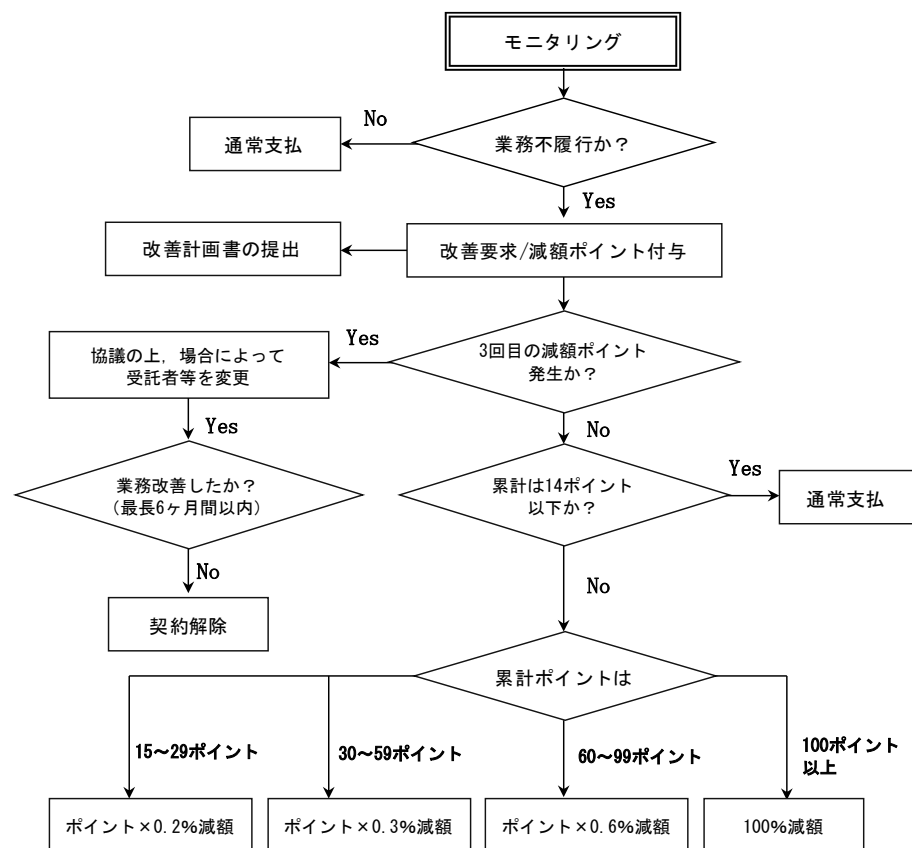 モニタリング
No
業務不履行か？
通常支払
Yes
改善計画書の提出
改善要求/減額ポイント付与
Yes
3回目の減額ポイント
発生か？
協議の上，場合によって
受託者等を変更
Yes
No
業務改善したか？
（最長6ヶ月間以内）
累計は14ポイント
以下か？
Yes
通常支払
No
No
契約解除
累計ポイントは
15～29ポイント
30～59ポイント
60～99ポイント
100ポイント
以上
ポイント×0.2%減額
ポイント×0.3%減額
ポイント×0.6%減額
100%減額